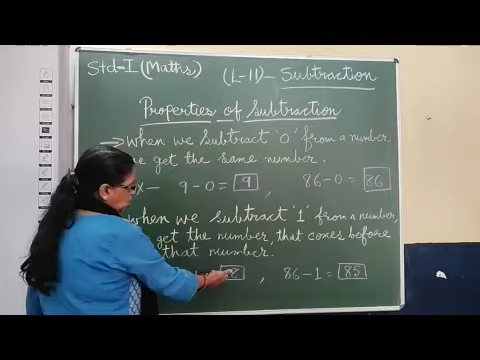 Std-I (Maths) (L-11) - Subtraction
Properties of Subtraction
→ When we subtract '0' from a number,
we get the same number.
Ex - 9-0= 9 , 86-0= 86
When we subtract '1' from a number,
get the number, that comes before
that number.
8 , 86-1= 85